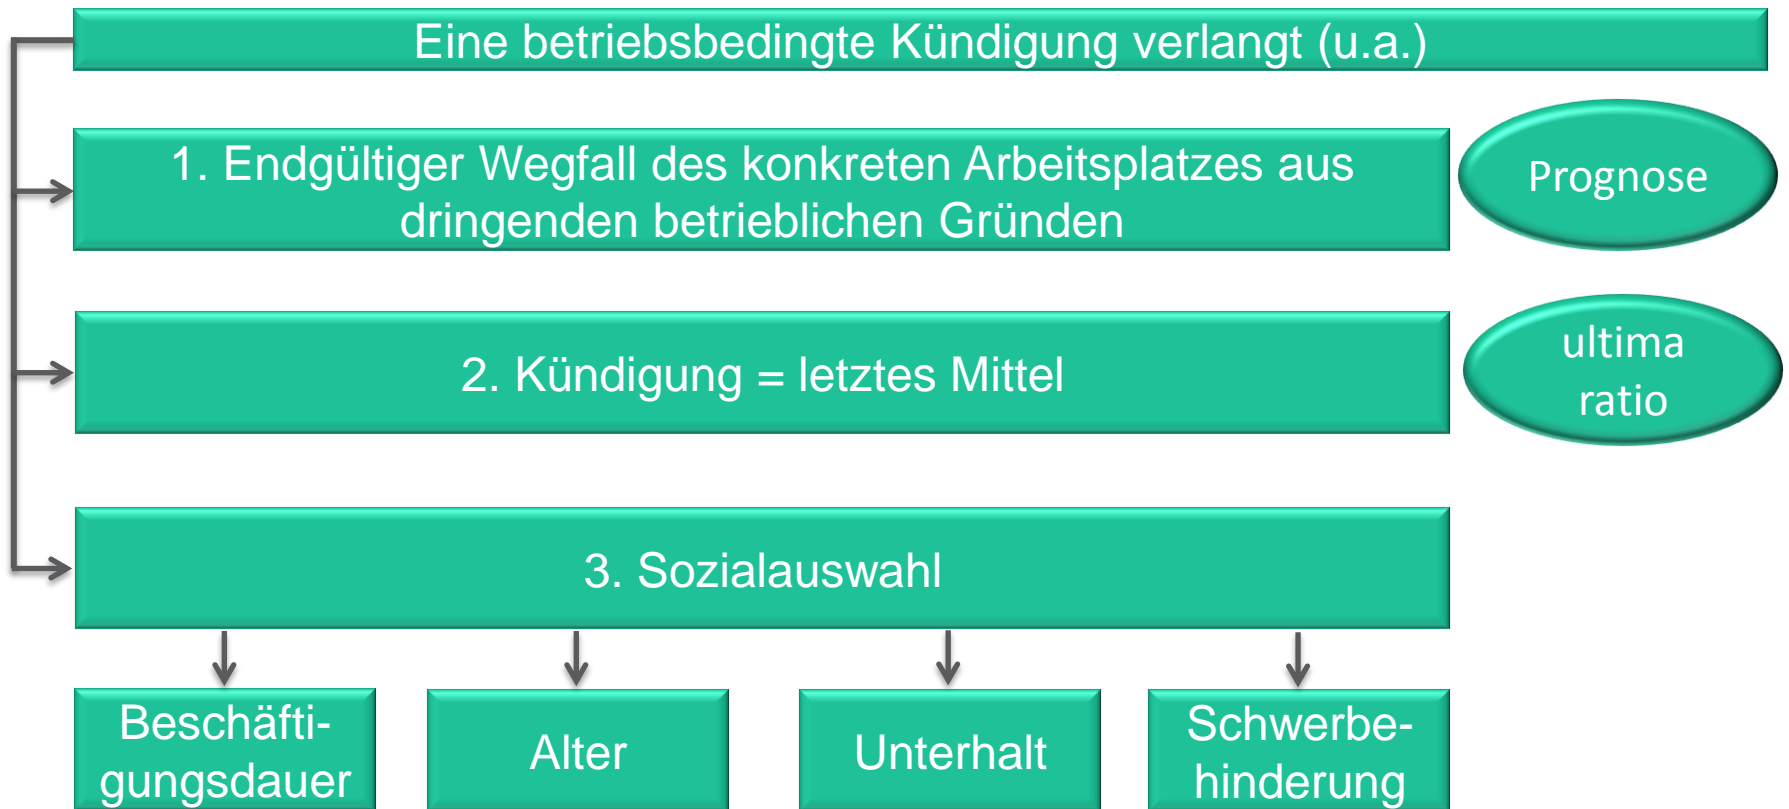 Eine betriebsbedingte Kündigung verlangt (u.a.)
1. Endgültiger Wegfall des konkreten Arbeitsplatzes aus
dringenden betrieblichen Gründen
Prognose
2. Kündigung = letztes Mittel
ultima
ratio
3. Sozialauswahl
Beschäfti-
gungsdauer
Alter
Unterhalt
Schwerbe-
hinderung